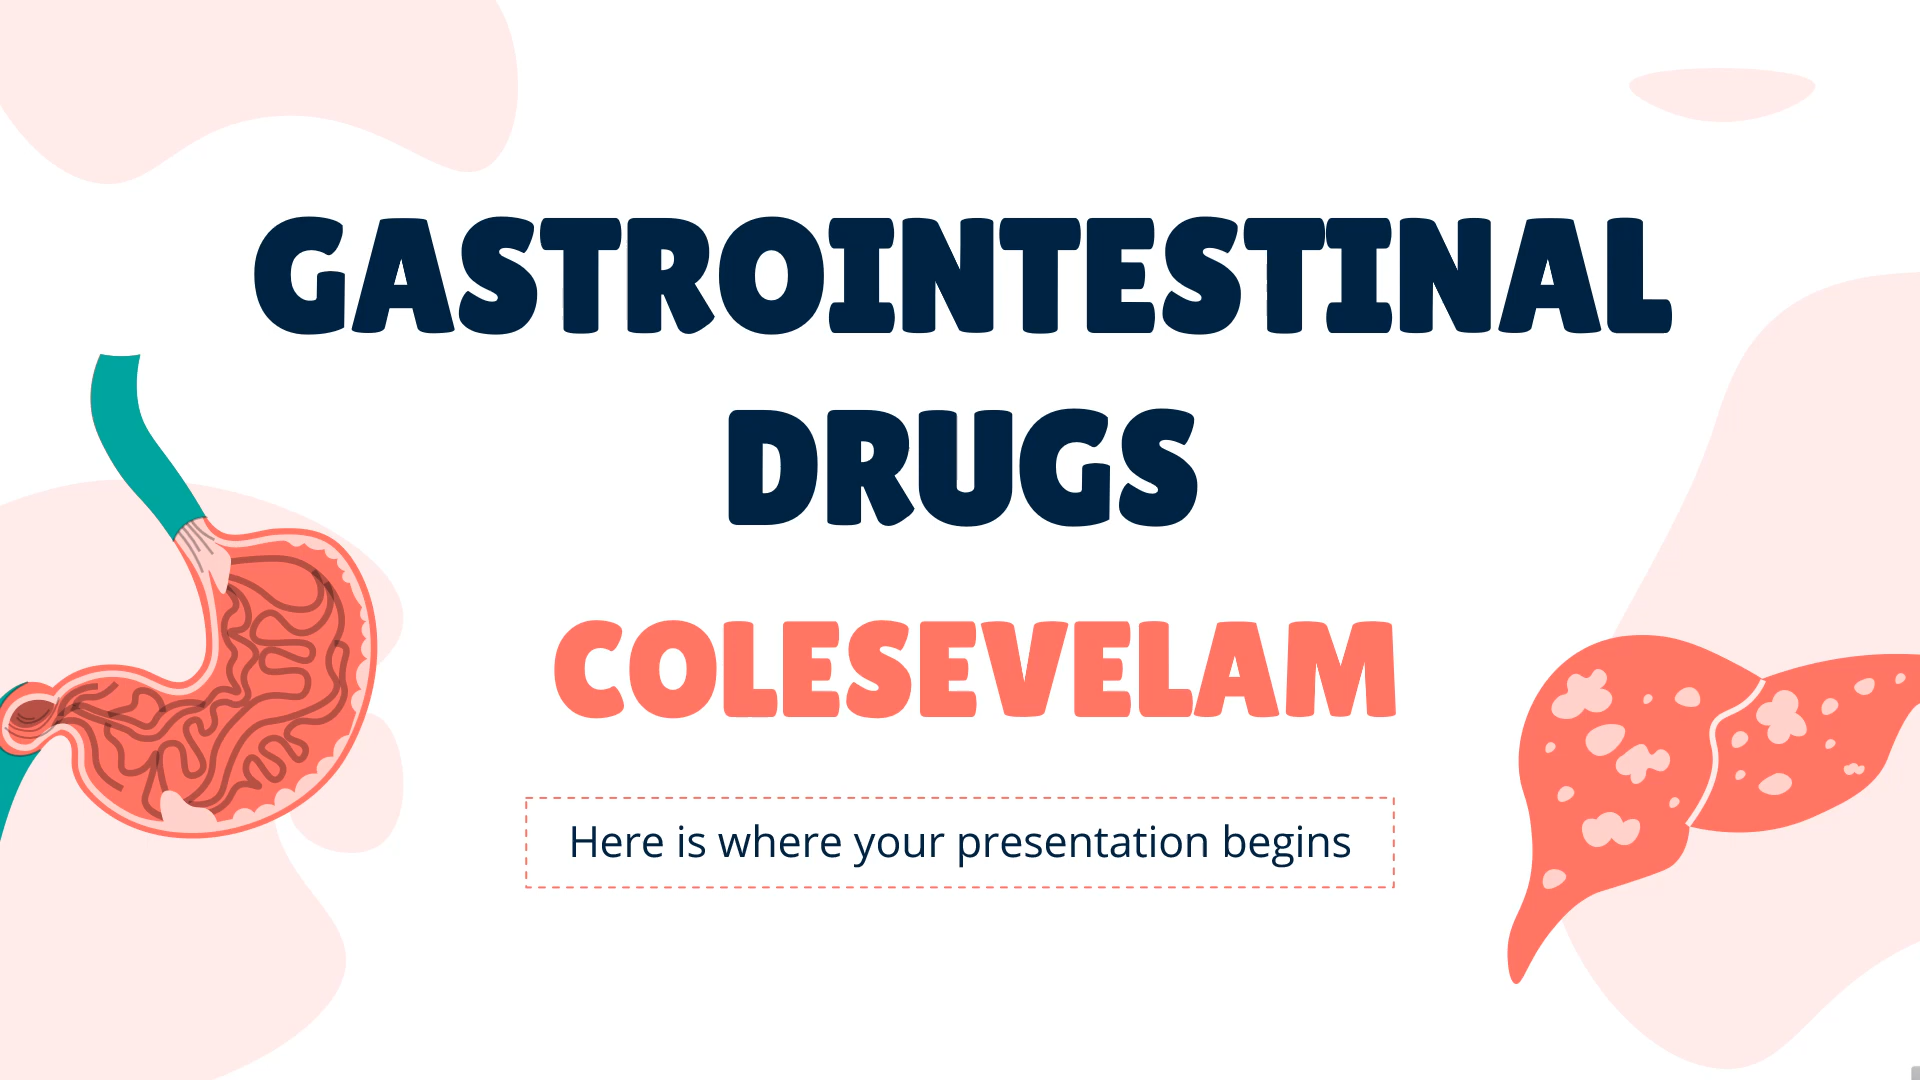 GASTROINTESTINAL
DRUGS
COLESEVELAM
Here is where your presentation begins